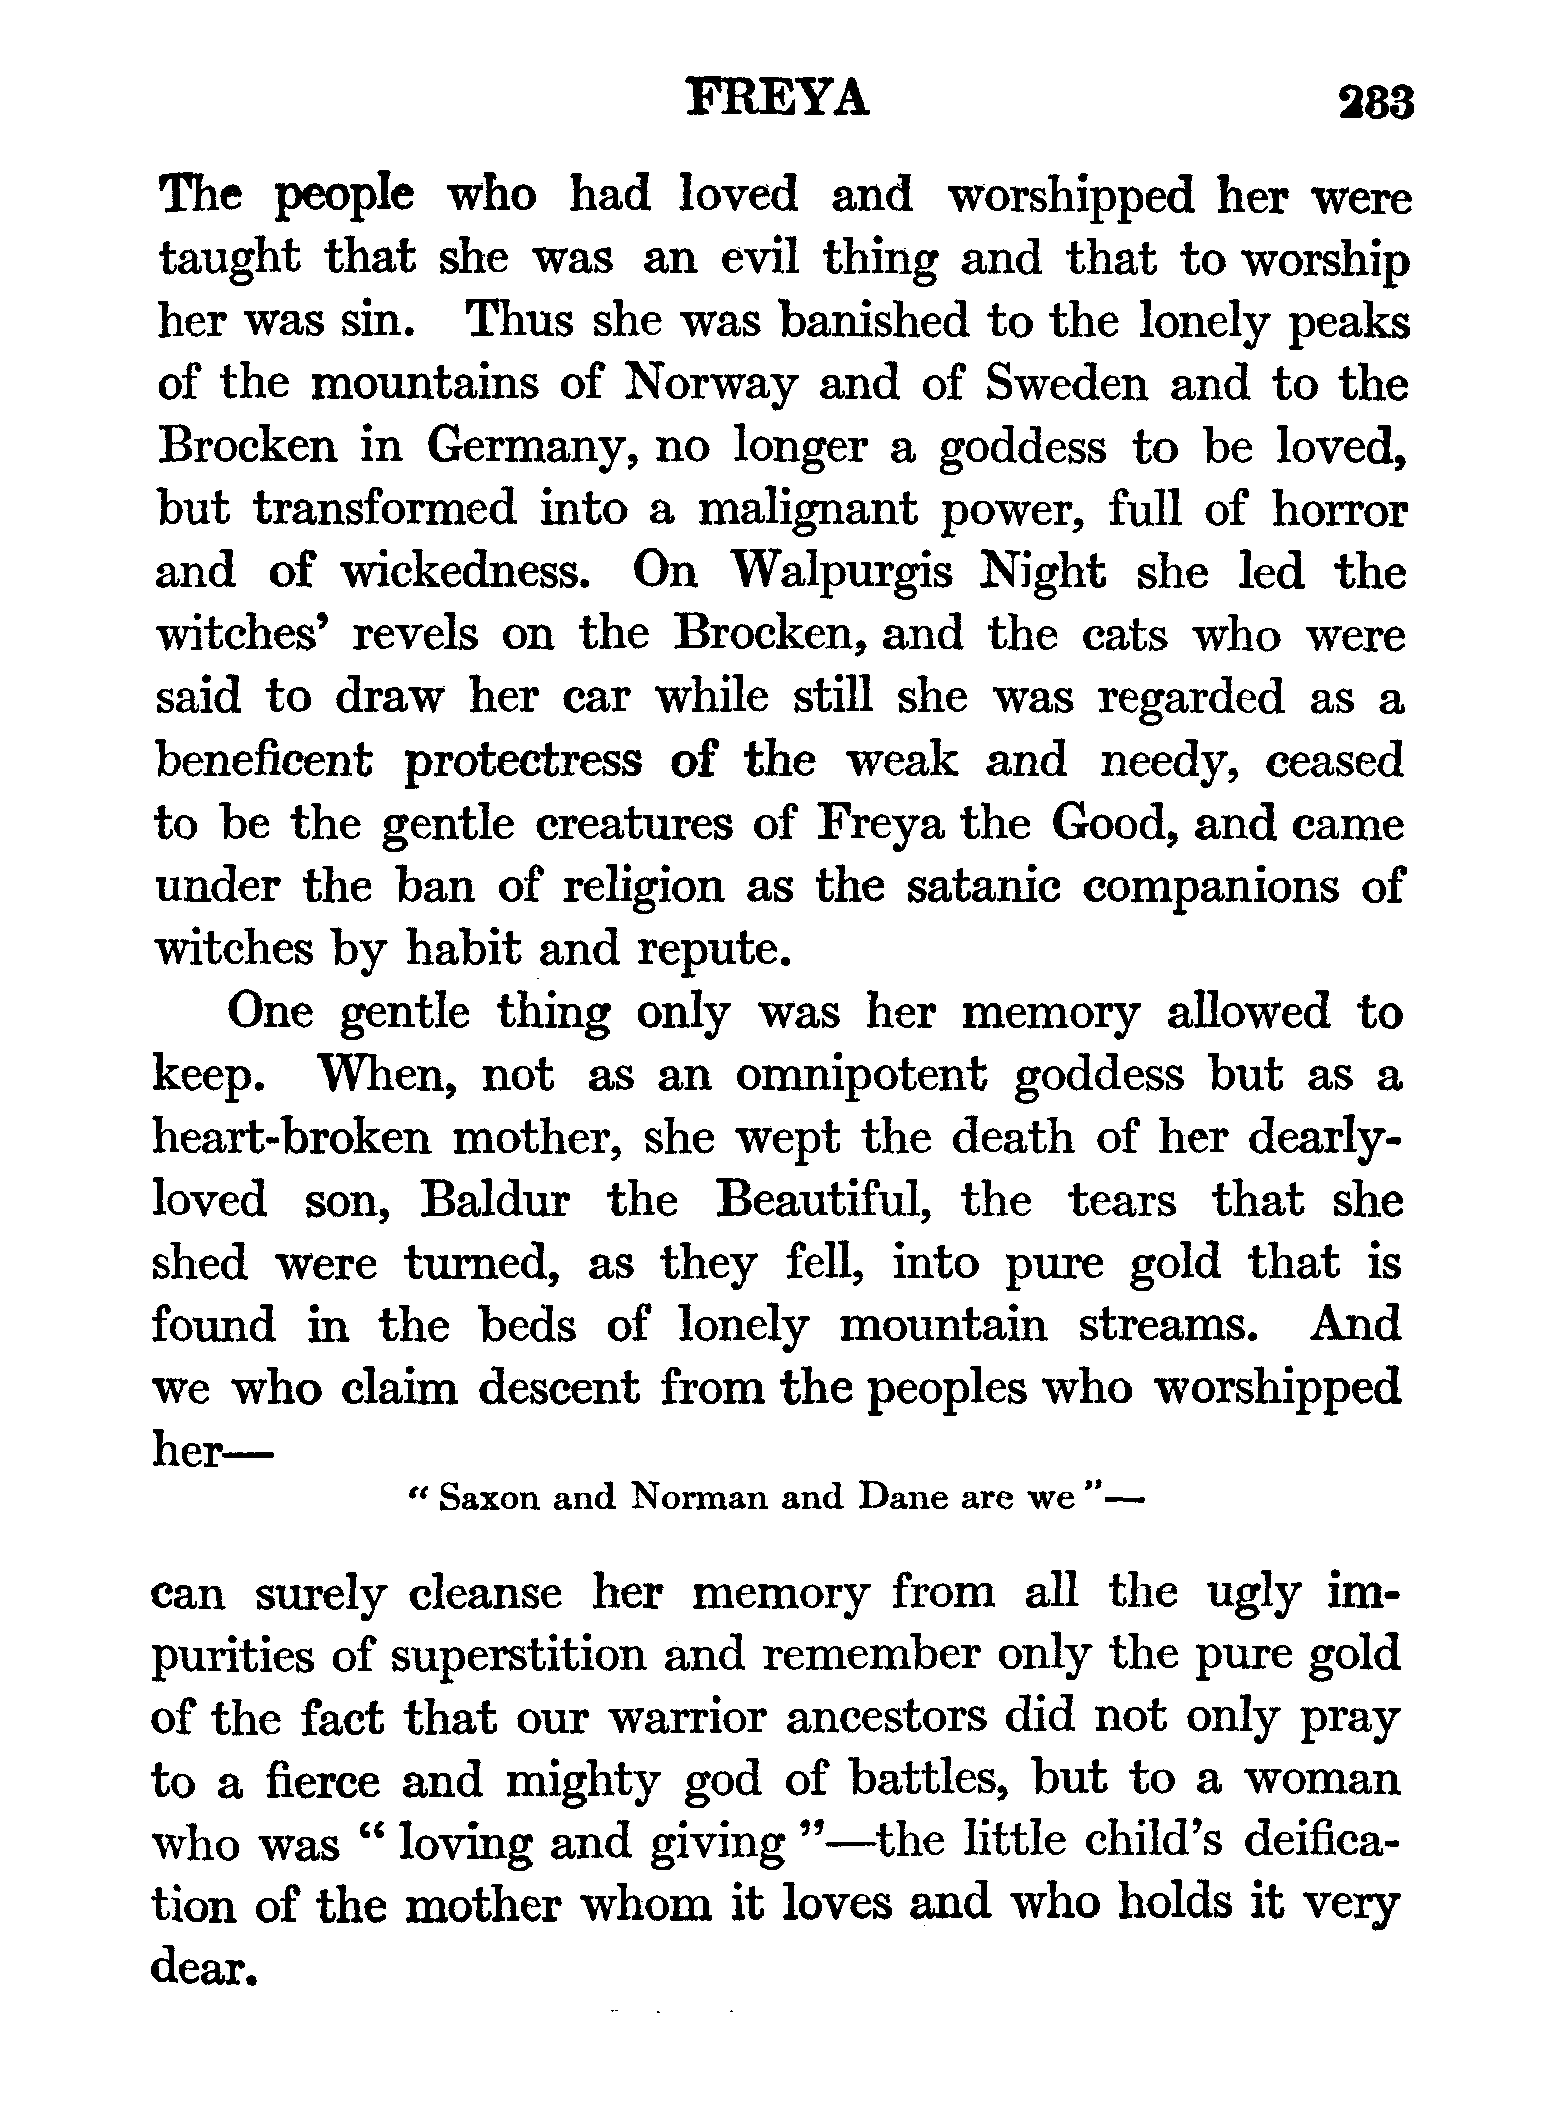 FREYA 283
The people who had loved and worshipped her were
taught that she was an evil thing and that to worship
her was sin. Thus she was banished to the lonely peaks
of the mountains of Norway and of Sweden and to the
Brocken in Germany, no longer a goddess to be loved,
but transformed into a malignant power, full of horror
and of wickedness. On Walpurgis Night she led the
witches’ revels on the Brocken, and the cats who were
said to draw her car while still she was regarded as a
beneficent protectress of the weak and needy, ceased
to be the gentle creatures of Freya the Good, and came
under the ban of religion as the satanic companions of
witches by habit and repute.
One gentle thing only was her memory allowed to
keep. When, not as an omnipotent goddess but as a
heart-broken mother, she wept the death of her dearly-
loved son, Baldur the Beautiful, the tears that she
shed were turned, as they fell, into pure gold that is
found in the beds of lonely mountain streams. And
we who claim descent from the peoples who worshipped
her—
“ Saxon and Norman and Dane are we ”—
can surely cleanse her memory from all the ugly im-
purities of superstition and remember only the pure gold
of the fact that our warrior ancestors did not only pray
to a fierce and mighty god of battles, but to a woman
who was “ loving and giving ”—the little child’s deifica-
tion of the mother whom it loves and who holds it very
dear.